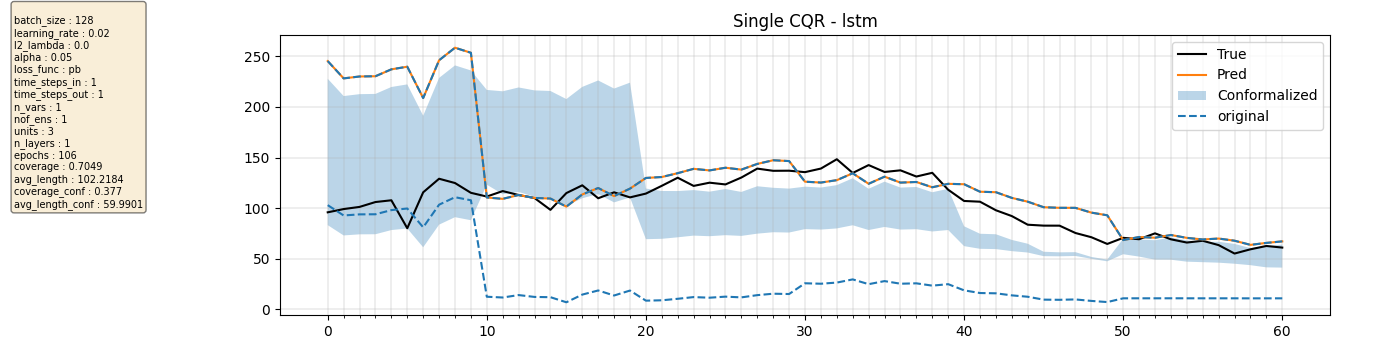 Single CQR - lstm
batch_size : 128
learning_rate : 0.02
l2_lambda : 0.0
alpha : 0.05
loss_func : pb
time_steps_in : 1
time_steps_out : 1
n_vars : 1
nof_ens : 1
units : 3
n_layers : 1
epochs : 106
coverage : 0.7049
avg_length : 102.2184
coverage_conf : 0.377
avg_length_conf : 59.9901
250
200
150
100
50
0
0 10 20 30 40 50 60
True
Pred
Conformalized
original